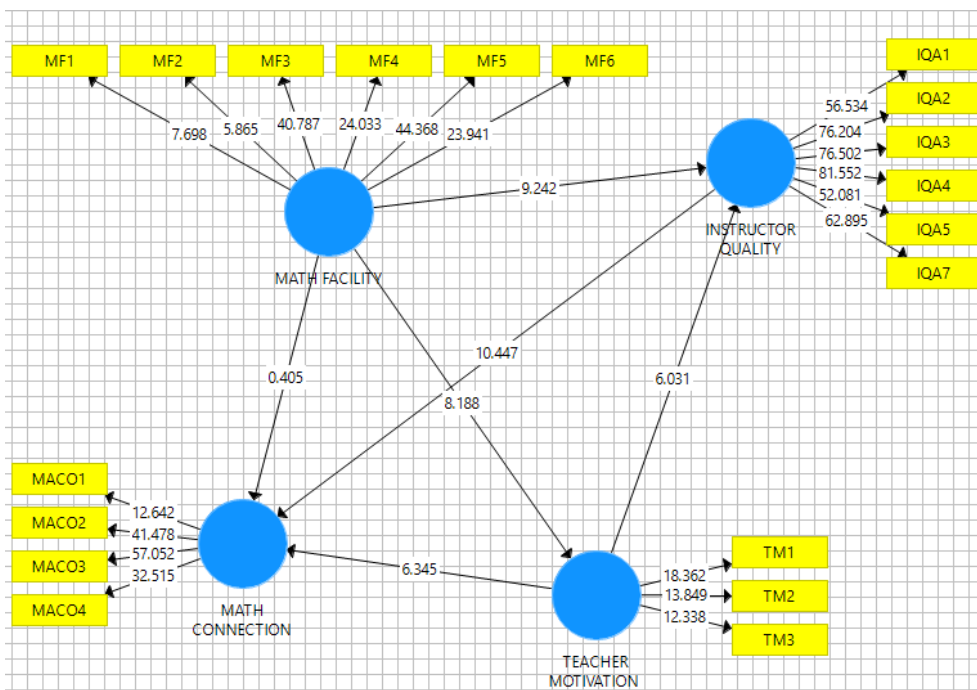 MF1 MF2 MF3 MF4 MF5 MF6
7.698 5.865 40.787 24.033 44.368 23.941
IQA1
56.534
IQA2
76.204
IQA3
76.502
IQA4
81.552
IQA5
52.081
IQA7
62.895
9.242
INSTRUCTOR
QUALITY
MATH FACILITY
10.447
0.405
8.188
6.031
MACO1
12.642
MACO2
41.478
MACO3
57.052
MACO4
32.515
MATH
CONNECTION
6.345
TM1
18.362
TM2
13.849
TM3
12.338
TEACHER
MOTIVATION